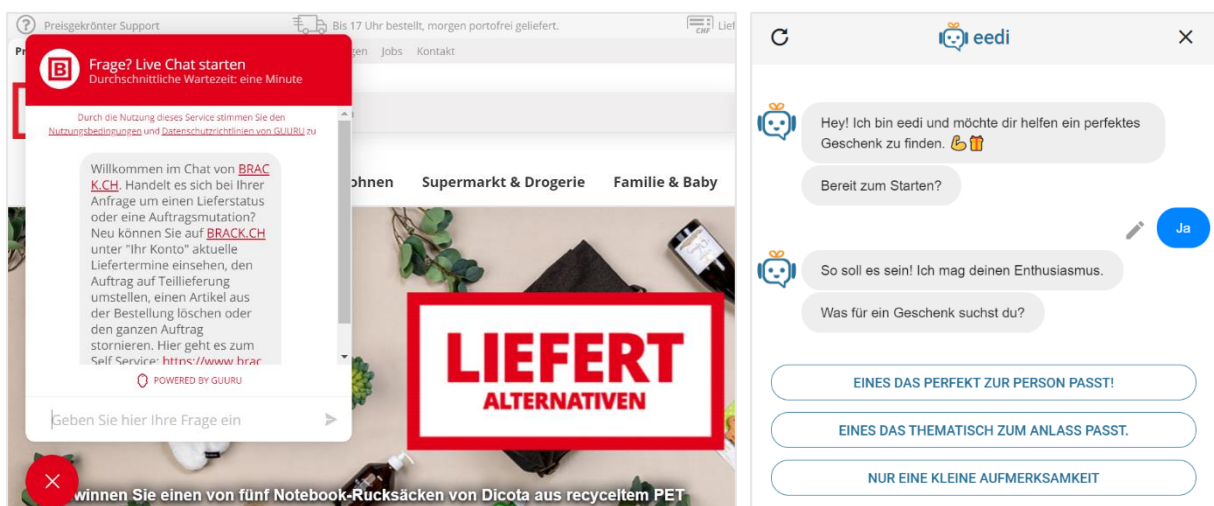 Preisgekrönter Support
Bis 17 Uhr bestellt, morgen portofrei geliefert.
CHF
Lief
Pr
gen Jobs Kontakt
B
Frage? Live Chat starten
Durchschnittliche Wartezeit: eine Minute
Durch die Nutzung dieses Service stimmen Sie den
Nutzungsbedingungen und Datenschutzrichtlinien von GUURU zu
Willkommen im Chat von BRAC
K.CH. Handelt es sich bei Ihrer
Anfrage um einen Lieferstatus
oder eine Auftragsmutation?
Neu können Sie auf BRACK.CH
unter "Ihr Konto" aktuelle
Liefertermine einsehen, den
Auftrag auf Teillieferung
umstellen, einen Artikel aus
der Bestellung löschen oder
den ganzen Auftrag
stornieren. Hier geht es zum
Self Service: https://www.brac
POWERED BY GUURU
Geben Sie hier Ihre Frage ein
ohnen Supermarkt & Drogerie Familie & Baby
LIEFERT
ALTERNATIVEN
winnen Sie einen von fünf Notebook-Rucksäcken von Dicota aus recyceltem PET
eedi
Hey! Ich bin eedi und möchte dir helfen ein perfektes
Geschenk zu finden. 💪🎁
Bereit zum Starten?
Ja
So soll es sein! Ich mag deinen Enthusiasmus.
Was für ein Geschenk suchst du?
EINES DAS PERFEKT ZUR PERSON PASST!
EINES DAS THEMATISCH ZUM ANLASS PASST.
NUR EINE KLEINE AUFMERKSAMKEIT